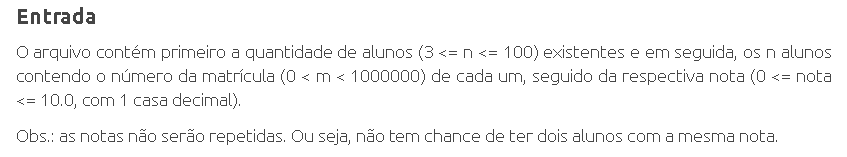 Entrada
O arquivo contém primeiro a quantidade de alunos (3 <= n <= 100) existentes e em seguida, os n alunos
contendo o número da matrícula (0 < m < 1000000) de cada um, seguido da respectiva nota (0 <= nota
<= 10.0, com 1 casa decimal).
Obs.: as notas não serão repetidas. Ou seja, não tem chance de ter dois alunos com a mesma nota.